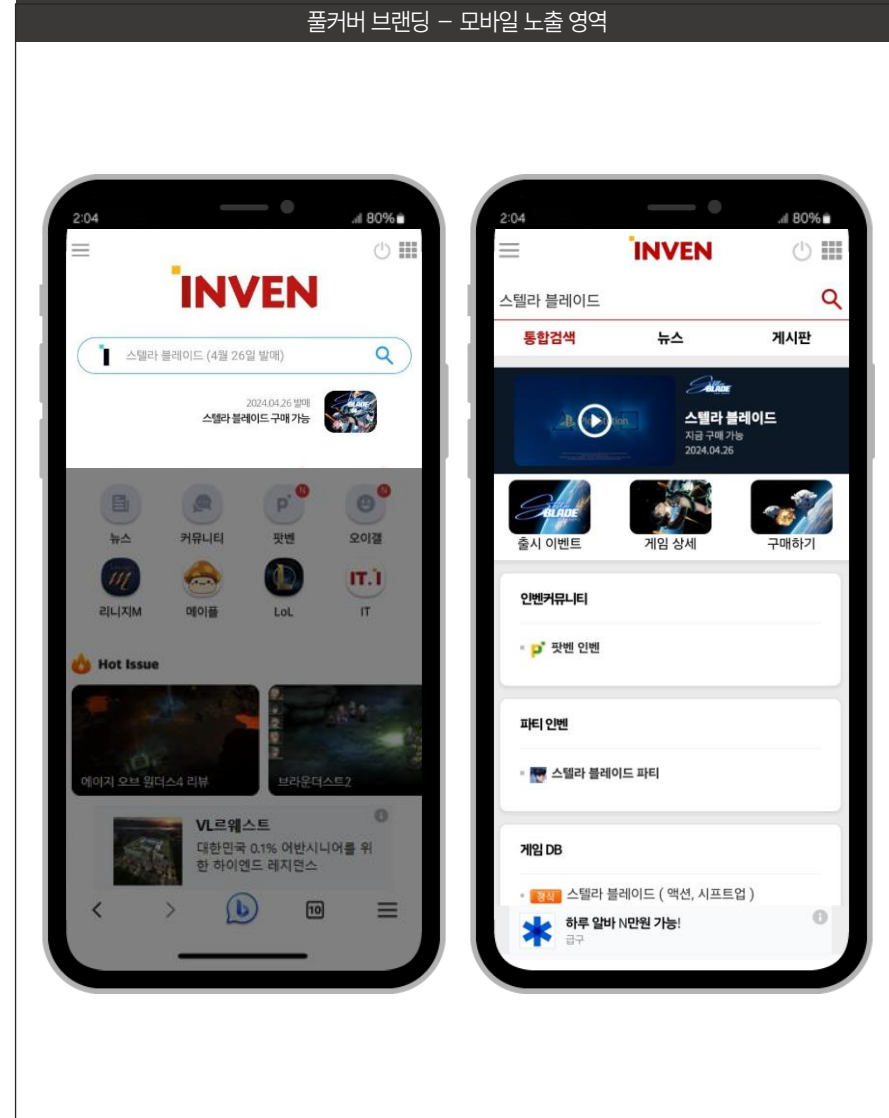 풀커버 브랜딩 – 모바일 노출 영역
2:04
80%
INVEN
스텔라 블레이드 (4월 26일 발매)
2024.04.26 발매
스텔라 블레이드 구매 가능
뉴스
커뮤니티
팟벤
오이갤
리니지M
메이플
LoL
IT
Hot Issue
에이지 오브 원더스4 리뷰
브라운더스트2
VL르웨스트
대한민국 0.1% 어반시니어를 위
한 하이엔드 레지던스
10
2:04
80%
INVEN
스텔라 블레이드
통합검색
뉴스
게시판
스텔라 블레이드
지금 구매 가능
2024.04.26
출시 이벤트
게임 상세
구매하기
인벤커뮤니티
팟벤 인벤
파티 인벤
스텔라 블레이드 파티
게임 DB
정식 스텔라 블레이드 ( 액션, 시프트업 )
하루 알바 N만원 가능!
급구